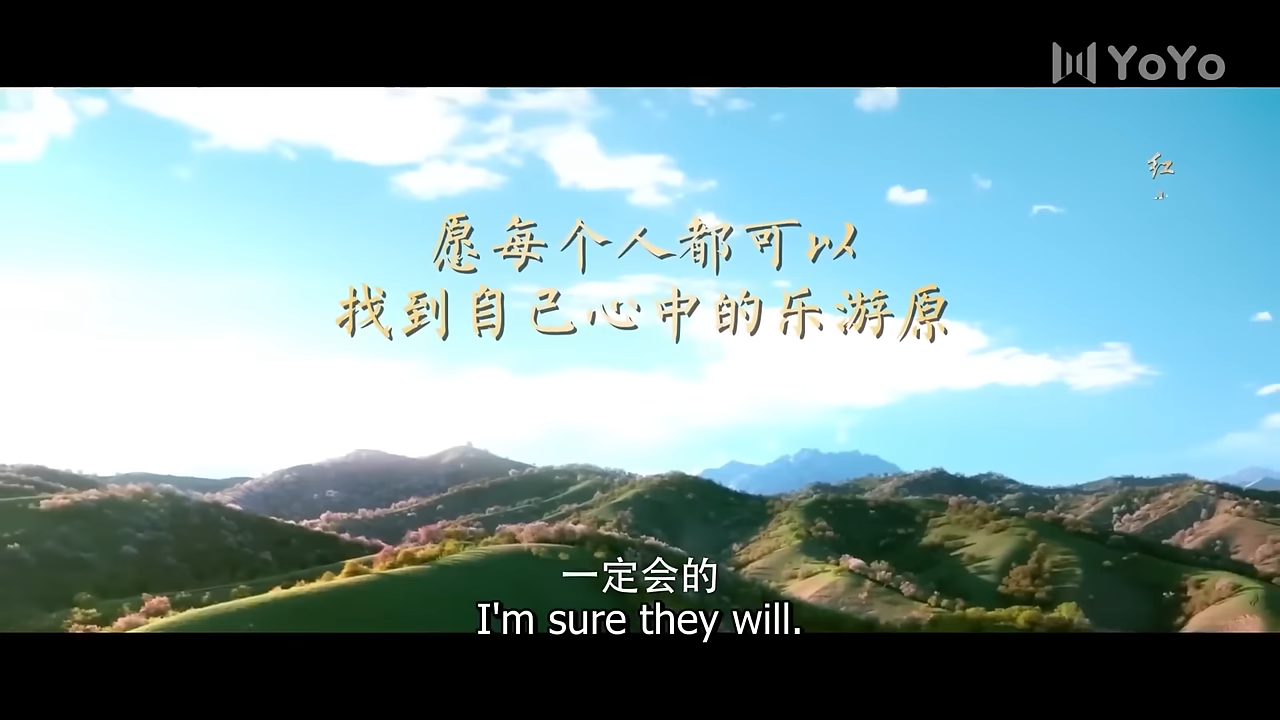 YoYo
红
愿每个人都可以
找到自己心中的乐游原
一定会的
I'm sure they will.